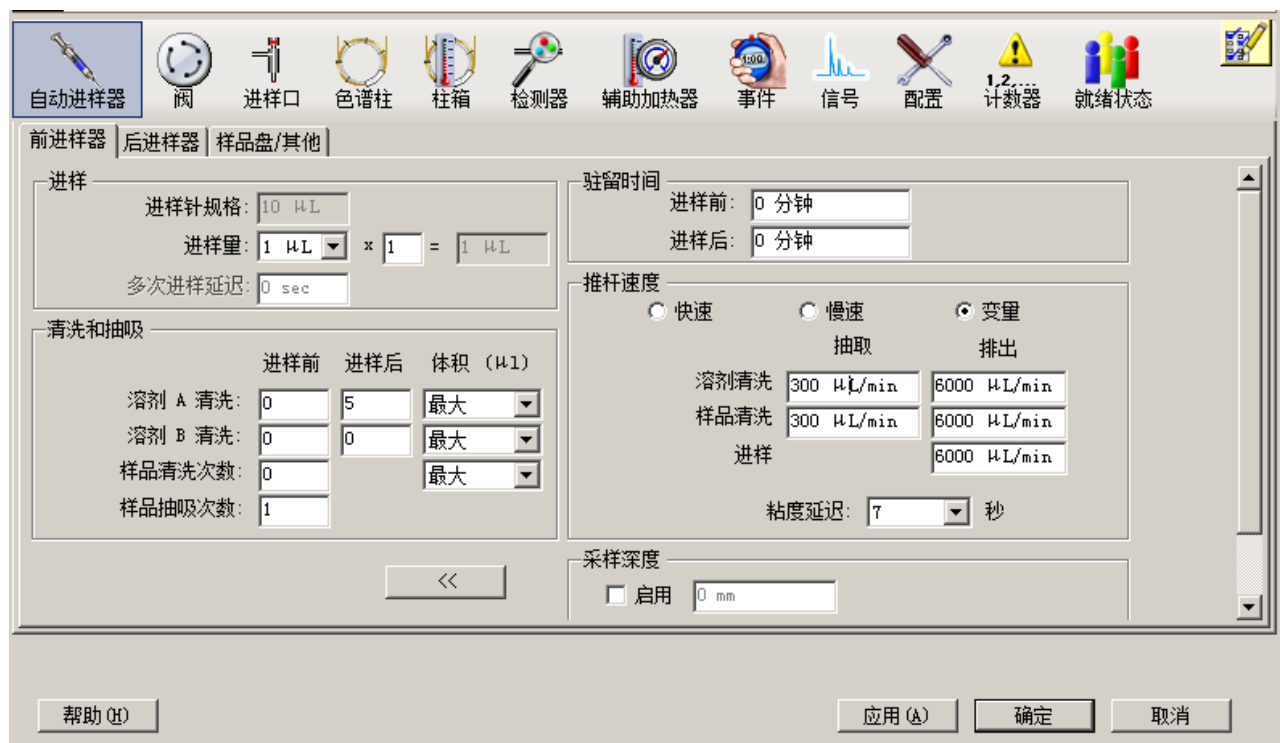 1:00
1,2,...
自动进样器 阀 进样口 色谱柱 柱箱 检测器 辅助加热器 事件 信号 配置 计数器 就绪状态
前进样器 后进样器 样品盘/其他
进样
进样针规格: 10 μL
进样量: 1 μL x 1 = 1 μL
多次进样延迟: 0 sec
清洗和抽吸
进样前 进样后 体积 (μl)
溶剂 A 清洗: 0 5 最大
溶剂 B 清洗: 0 0 最大
样品清洗次数: 0 最大
样品抽吸次数: 1
<<
驻留时间
进样前: 0 分钟
进样后: 0 分钟
推杆速度
快速 慢速 变量
抽取 排出
溶剂清洗 300 μL/min 6000 μL/min
样品清洗 300 μL/min 6000 μL/min
进样 6000 μL/min
粘度延迟: 7 秒
采样深度
启用 0 mm
帮助(H) 应用(A) 确定 取消